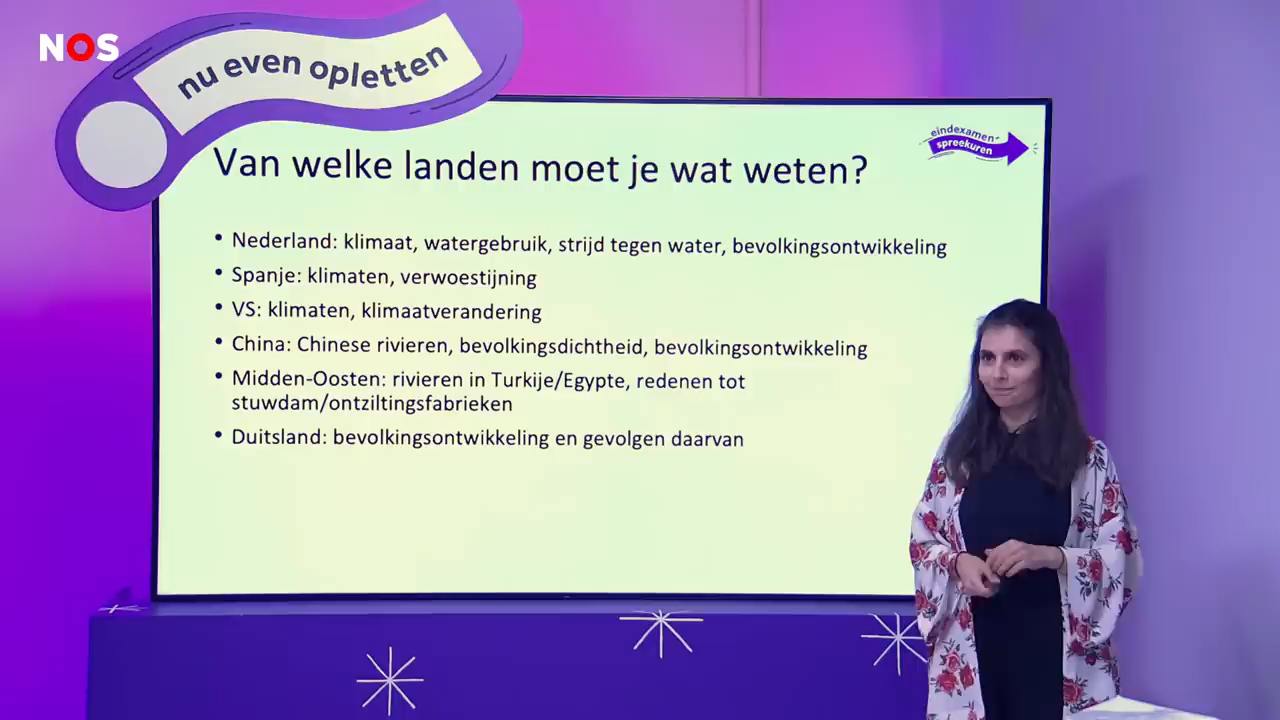 NOS
nu even opletten
eindexamen-
spreekuren
Van welke landen moet je wat weten?
• Nederland: klimaat, watergebruik, strijd tegen water, bevolkingsontwikkeling
• Spanje: klimaten, verwoestijning
• VS: klimaten, klimaatverandering
• China: Chinese rivieren, bevolkingsdichtheid, bevolkingsontwikkeling
• Midden-Oosten: rivieren in Turkije/Egypte, redenen tot
stuwdam/ontziltingsfabrieken
• Duitsland: bevolkingsontwikkeling en gevolgen daarvan